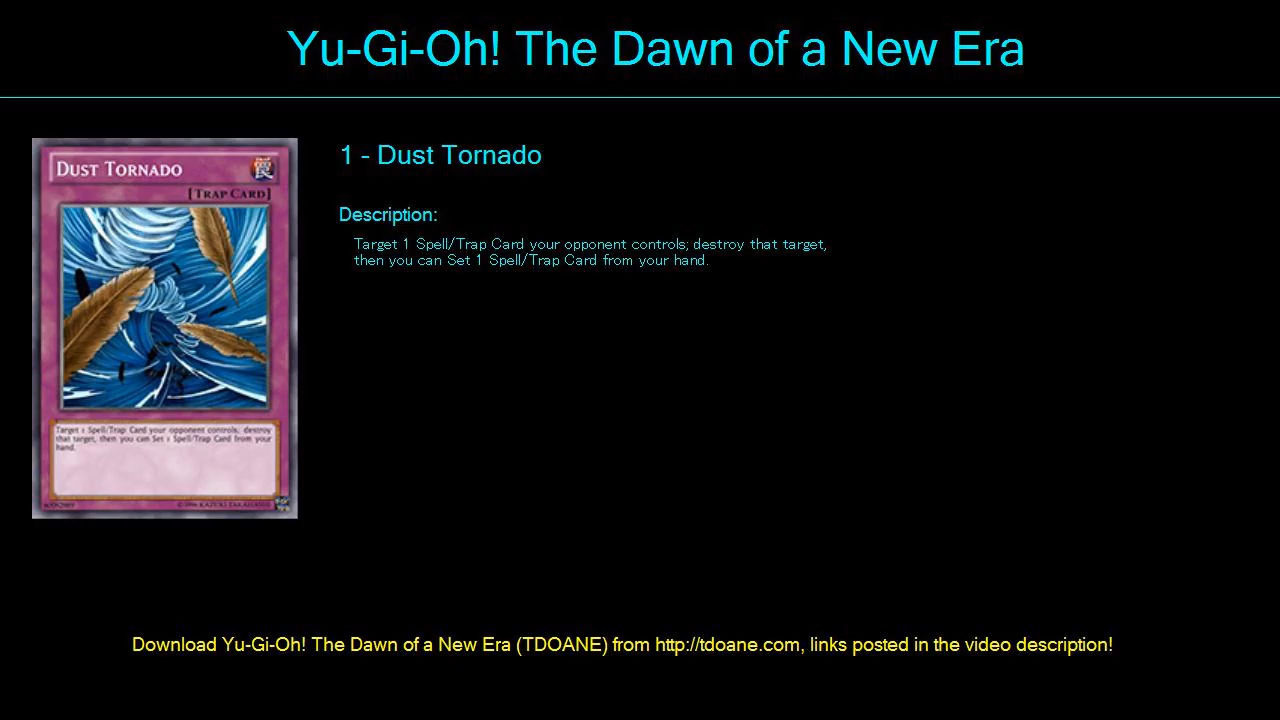 Yu-Gi-Oh! The Dawn of a New Era
DUST TORNADO
[TRAP CARD]
Target 1 Spell/Trap Card your opponent controls; destroy
that target, then you can Set 1 Spell/Trap Card from your
hand.
©1996 KAZUKI TAKAHASHI
1 - Dust Tornado
Description:
Target 1 Spell/Trap Card your opponent controls; destroy that target,
then you can Set 1 Spell/Trap Card from your hand.
Download Yu-Gi-Oh! The Dawn of a New Era (TDOANE) from http://tdoane.com, links posted in the video description!